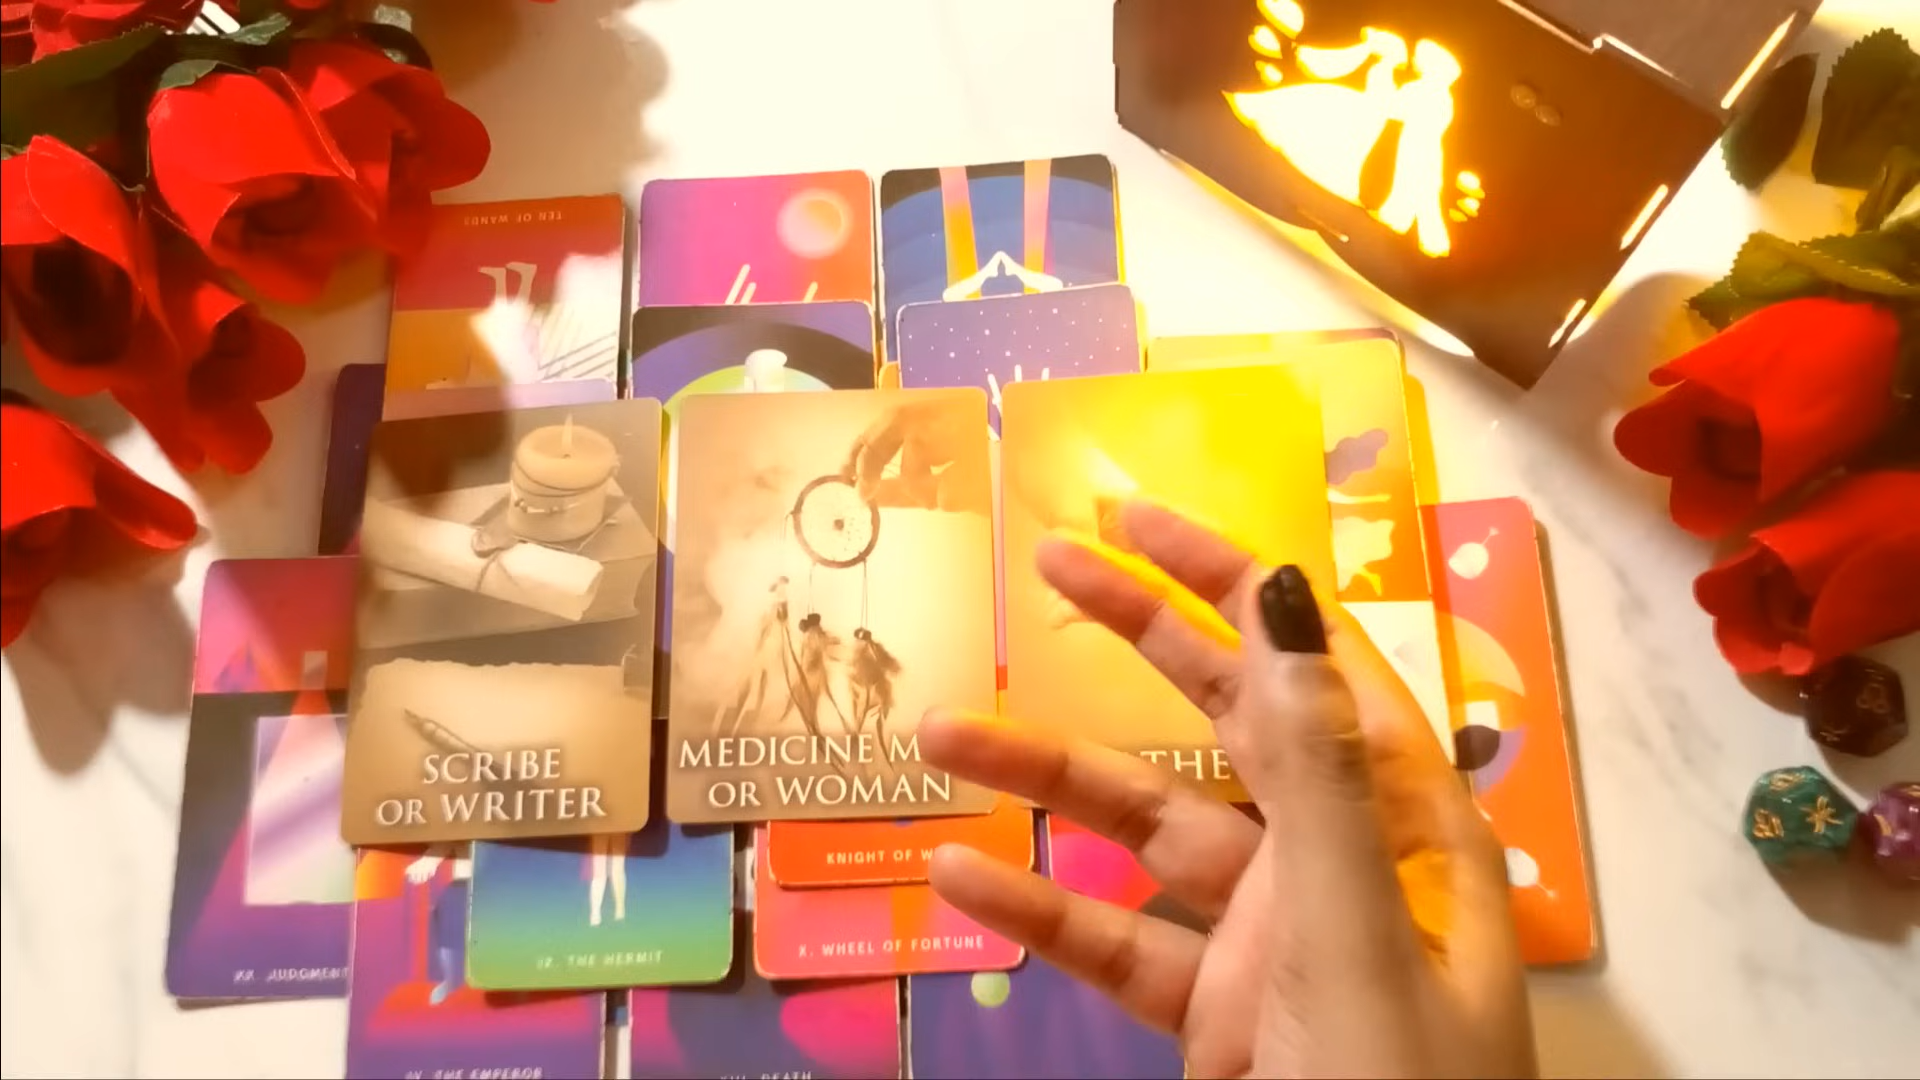 TEN OF WANDS
SCRIBE
OR WRITER
MEDICINE M
OR WOMAN
THE
KNIGHT OF W
X. WHEEL OF FORTUNE
IX. THE HERMIT
XX. JUDGMENT
IV. THE EMPEROR
XIII. DEATH